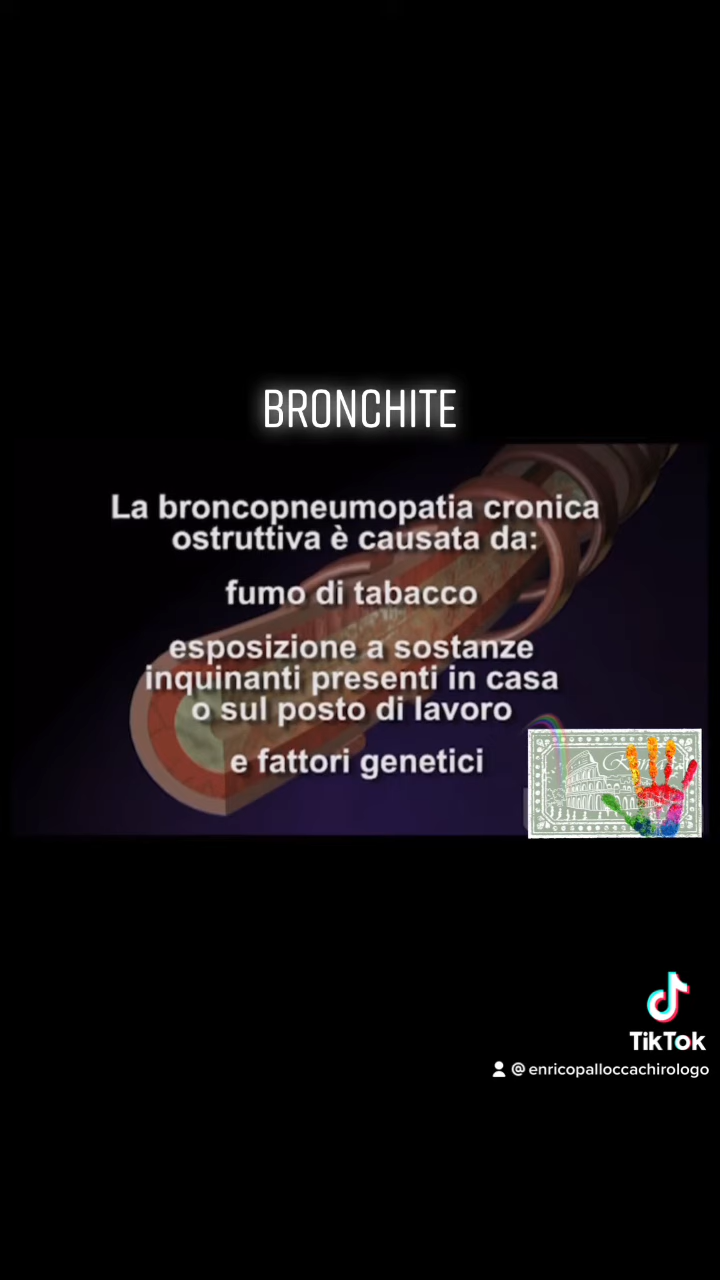 BRONCHITE
La broncopneumopatia cronica
ostruttiva è causata da:
fumo di tabacco
esposizione a sostanze
inquinanti presenti in casa
o sul posto di lavoro
e fattori genetici
TikTok
@enricopalloccachirologo